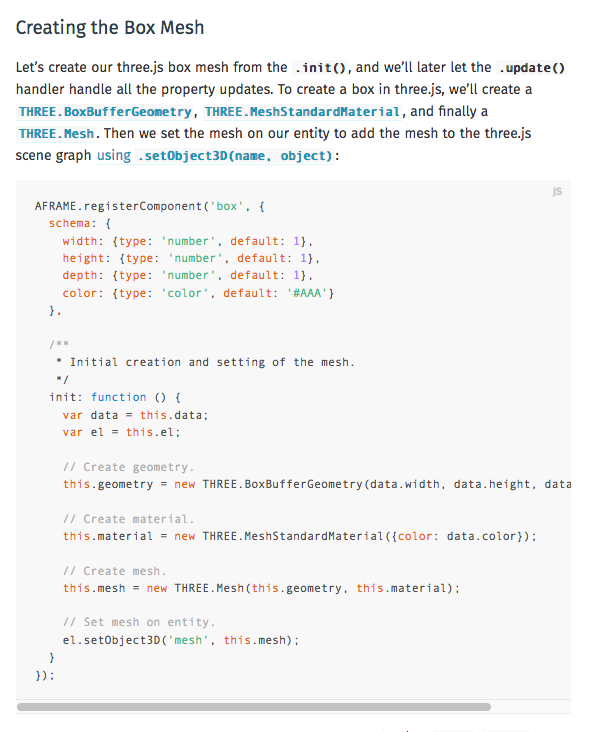 Creating the Box Mesh
Let’s create our three.js box mesh from the .init(), and we’ll later let the .update()
handler handle all the property updates. To create a box in three.js, we’ll create a
THREE.BoxBufferGeometry, THREE.MeshStandardMaterial, and finally a
THREE.Mesh. Then we set the mesh on our entity to add the mesh to the three.js
scene graph using .setObject3D(name, object):
JS
AFRAME.registerComponent('box', {
  schema: {
    width: {type: 'number', default: 1},
    height: {type: 'number', default: 1},
    depth: {type: 'number', default: 1},
    color: {type: 'color', default: '#AAA'}
  },
  /**
   * Initial creation and setting of the mesh.
   */
  init: function () {
    var data = this.data;
    var el = this.el;
    // Create geometry.
    this.geometry = new THREE.BoxBufferGeometry(data.width, data.height, data
    // Create material.
    this.material = new THREE.MeshStandardMaterial({color: data.color});
    // Create mesh.
    this.mesh = new THREE.Mesh(this.geometry, this.material);
    // Set mesh on entity.
    el.setObject3D('mesh', this.mesh);
  }
});